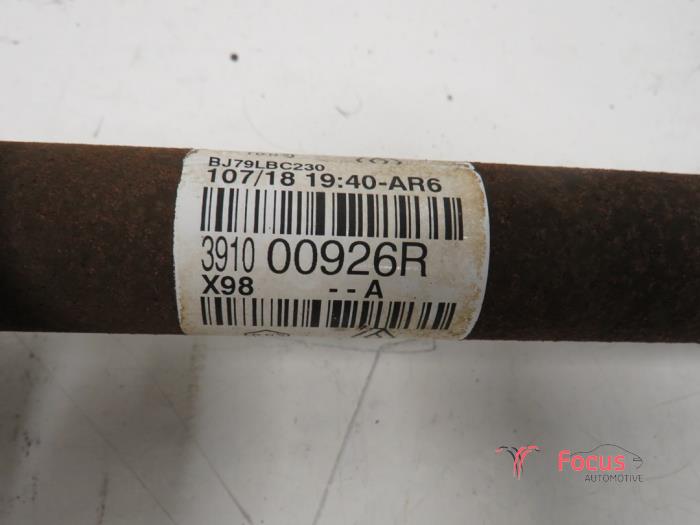 BJ79LBC230
107/18 19:40-AR6
3910 00926R
X98 - - A
Focus
AUTOMOTIVE